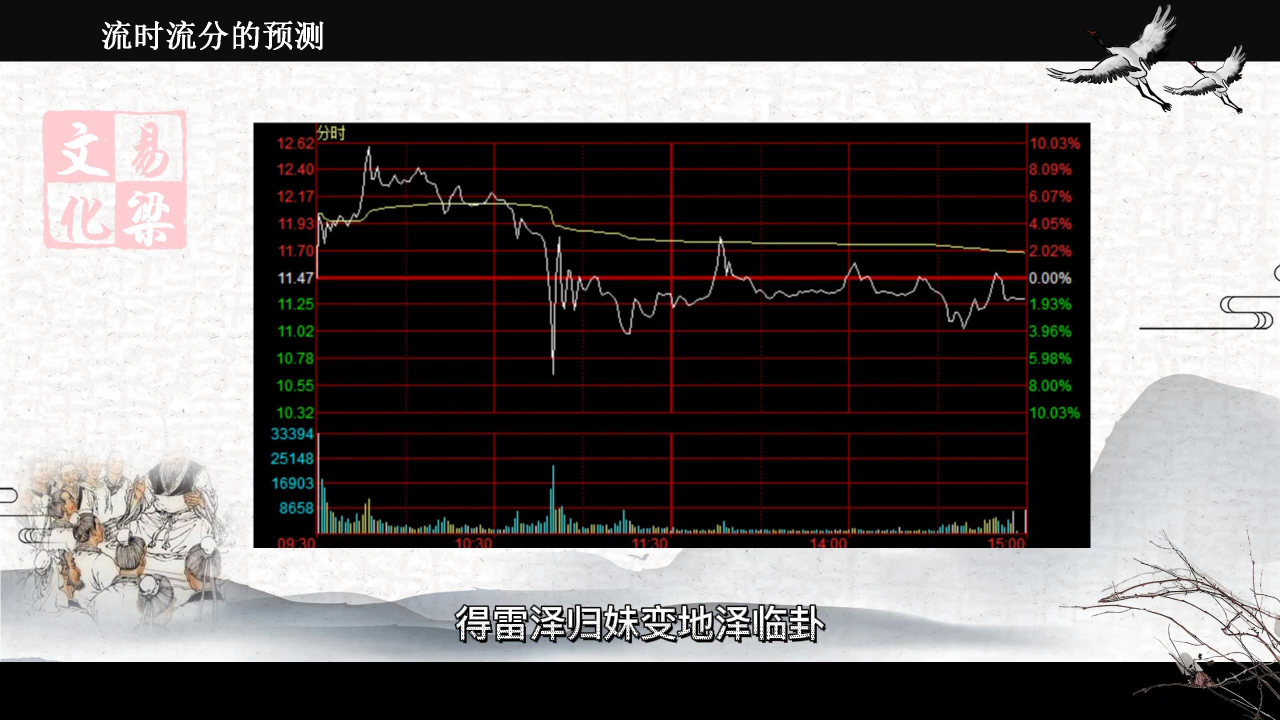 流时流分的预测
文易
化梁
分时
12.62 10.03%
12.40 8.09%
12.17 6.07%
11.93 4.05%
11.70 2.02%
11.47 0.00%
11.25 1.93%
11.02 3.96%
10.78 5.98%
10.55 8.00%
10.32 10.03%
33394
25148
16903
8658
09:30 10:30 11:30 14:00 15:00
得雷泽归妹变地泽临卦